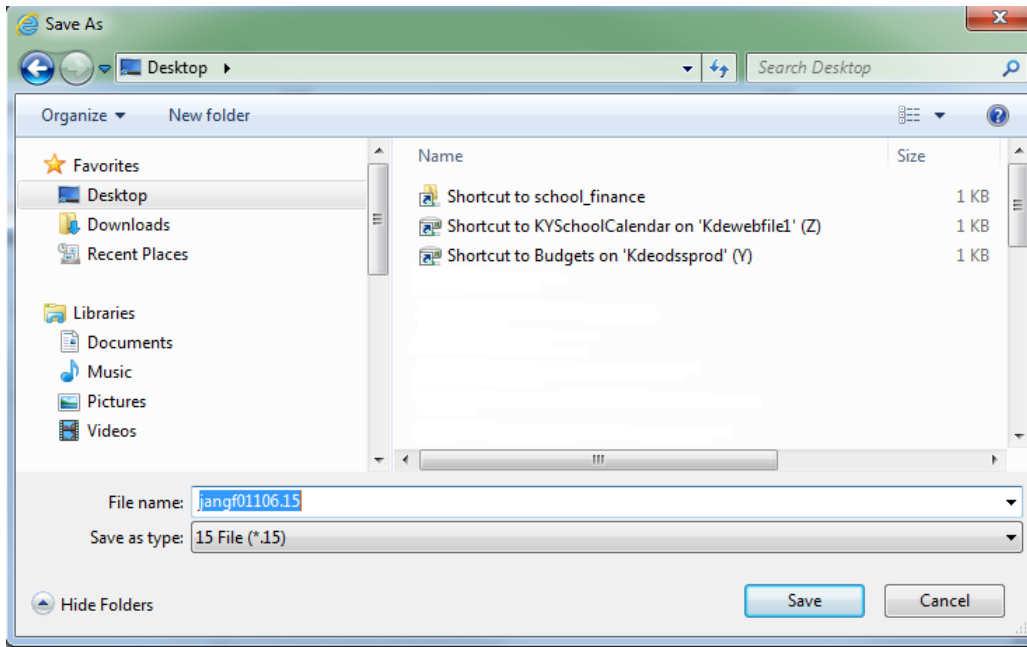 Save As
Desktop
Search Desktop
Organize New folder
Favorites
Desktop
Downloads
Recent Places
Libraries
Documents
Music
Pictures
Videos
Name Size
Shortcut to school_finance 1 KB
Shortcut to KYSchoolCalendar on 'Kdewebfile1' (Z) 1 KB
Shortcut to Budgets on 'Kdeodssprod' (Y) 1 KB
File name: jangf01106.15
Save as type: 15 File (*.15)
Hide Folders Save Cancel